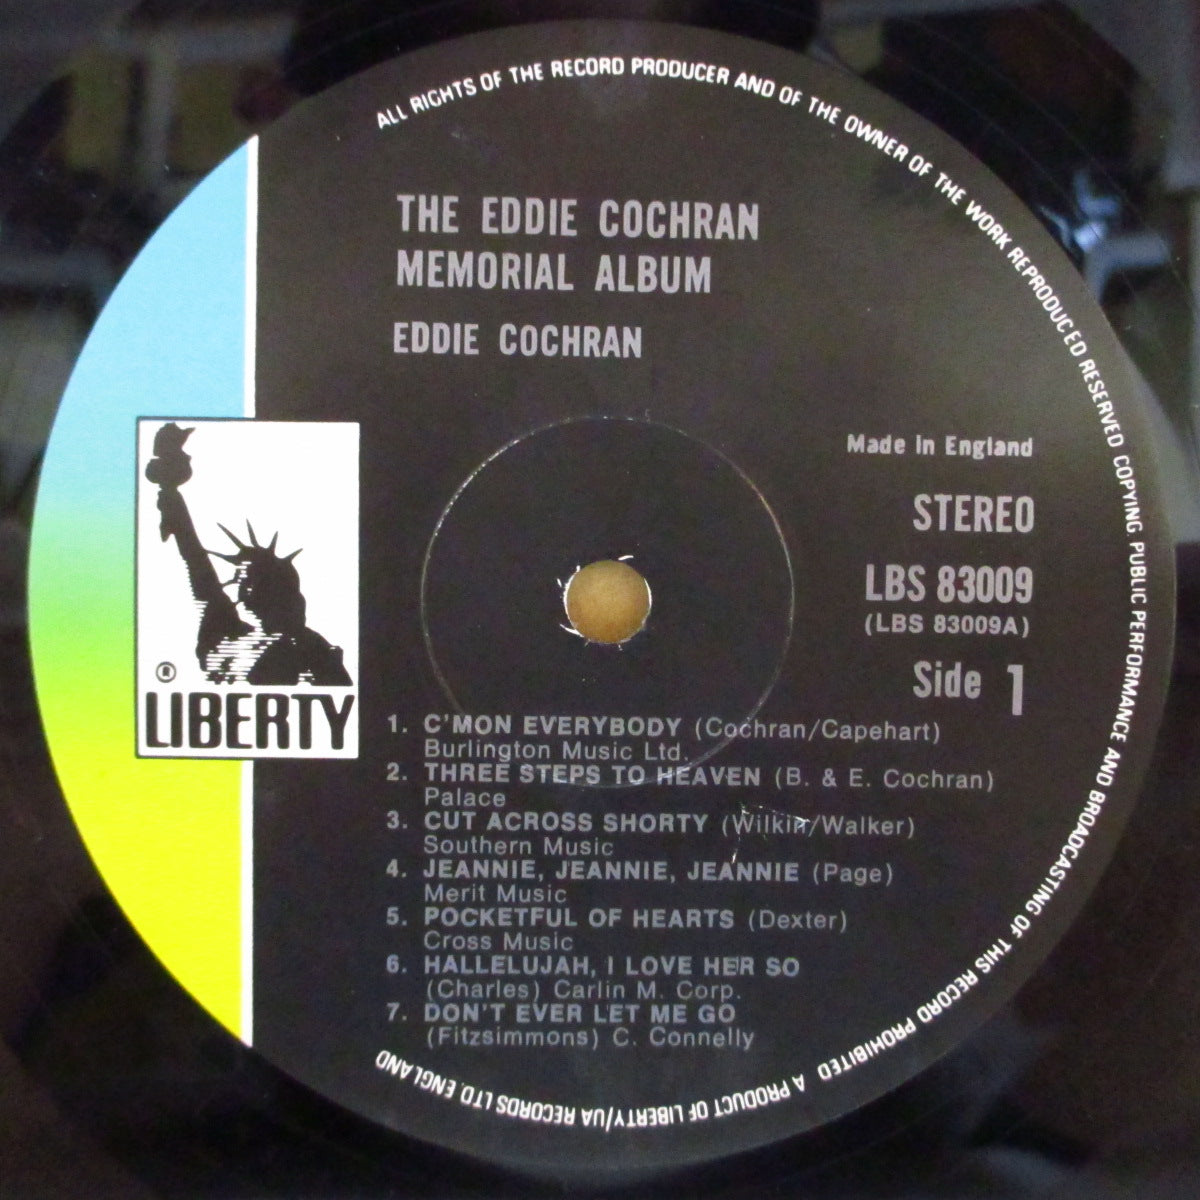 ALL RIGHTS OF THE RECORD PRODUCER AND OF THE OWNER OF THE WORK REPRODUCED RESERVED COPYING, PUBLIC PERFORMANCE AND BROADCASTING OF THIS RECORD PROHIBITED A PRODUCT OF LIBERTY/UA RECORDS LTD. ENGLAND
THE EDDIE COCHRAN
MEMORIAL ALBUM
EDDIE COCHRAN
Made in England
STEREO
LBS 83009
(LBS 83009A)
Side 1
®
LIBERTY
1. C'MON EVERYBODY (Cochran/Capehart)
Burlington Music Ltd.
2. THREE STEPS TO HEAVEN (B. & E. Cochran)
Palace
3. CUT ACROSS SHORTY (Wilkin/Walker)
Southern Music
4. JEANNIE, JEANNIE, JEANNIE (Page)
Merit Music
5. POCKETFUL OF HEARTS (Dexter)
Cross Music
6. HALLELUJAH, I LOVE HER SO
(Charles) Carlin M. Corp.
7. DON'T EVER LET ME GO
(Fitzsimmons) C. Connelly